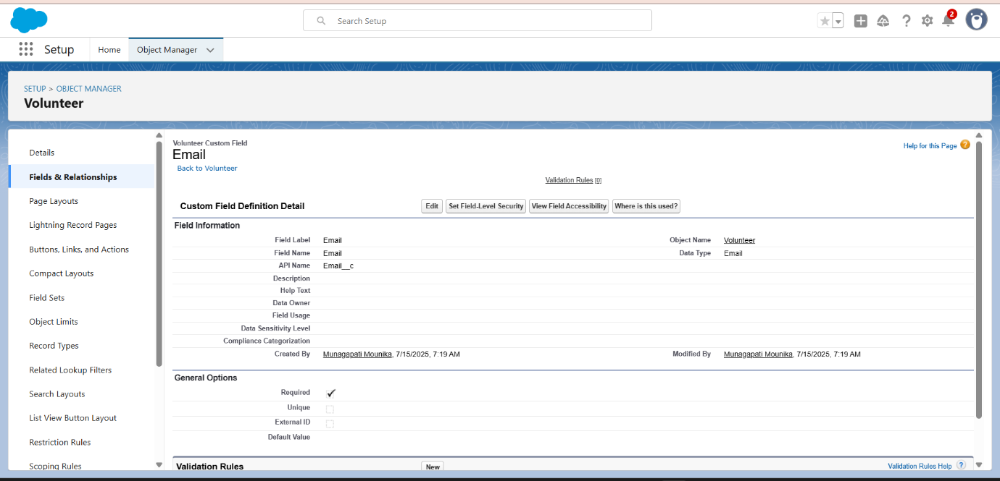 Search Setup
2
Setup
Home
Object Manager
SETUP > OBJECT MANAGER
Volunteer
Details
Fields & Relationships
Page Layouts
Lightning Record Pages
Buttons, Links, and Actions
Compact Layouts
Field Sets
Object Limits
Record Types
Related Lookup Filters
Search Layouts
List View Button Layout
Restriction Rules
Scoping Rules
Volunteer Custom Field
Email
Back to Volunteer
Help for this Page ?
Validation Rules [0]
Custom Field Definition Detail
Edit
Set Field-Level Security
View Field Accessibility
Where is this used?
Field Information
Field Label Email Object Name Volunteer
Field Name Email Data Type Email
API Name Email__c
Description
Help Text
Data Owner
Field Usage
Data Sensitivity Level
Compliance Categorization
Created By Munagapati Mounika, 7/15/2025, 7:19 AM Modified By Munagapati Mounika, 7/15/2025, 7:19 AM
General Options
Required
Unique
External ID
Default Value
Validation Rules New Validation Rules Help ?